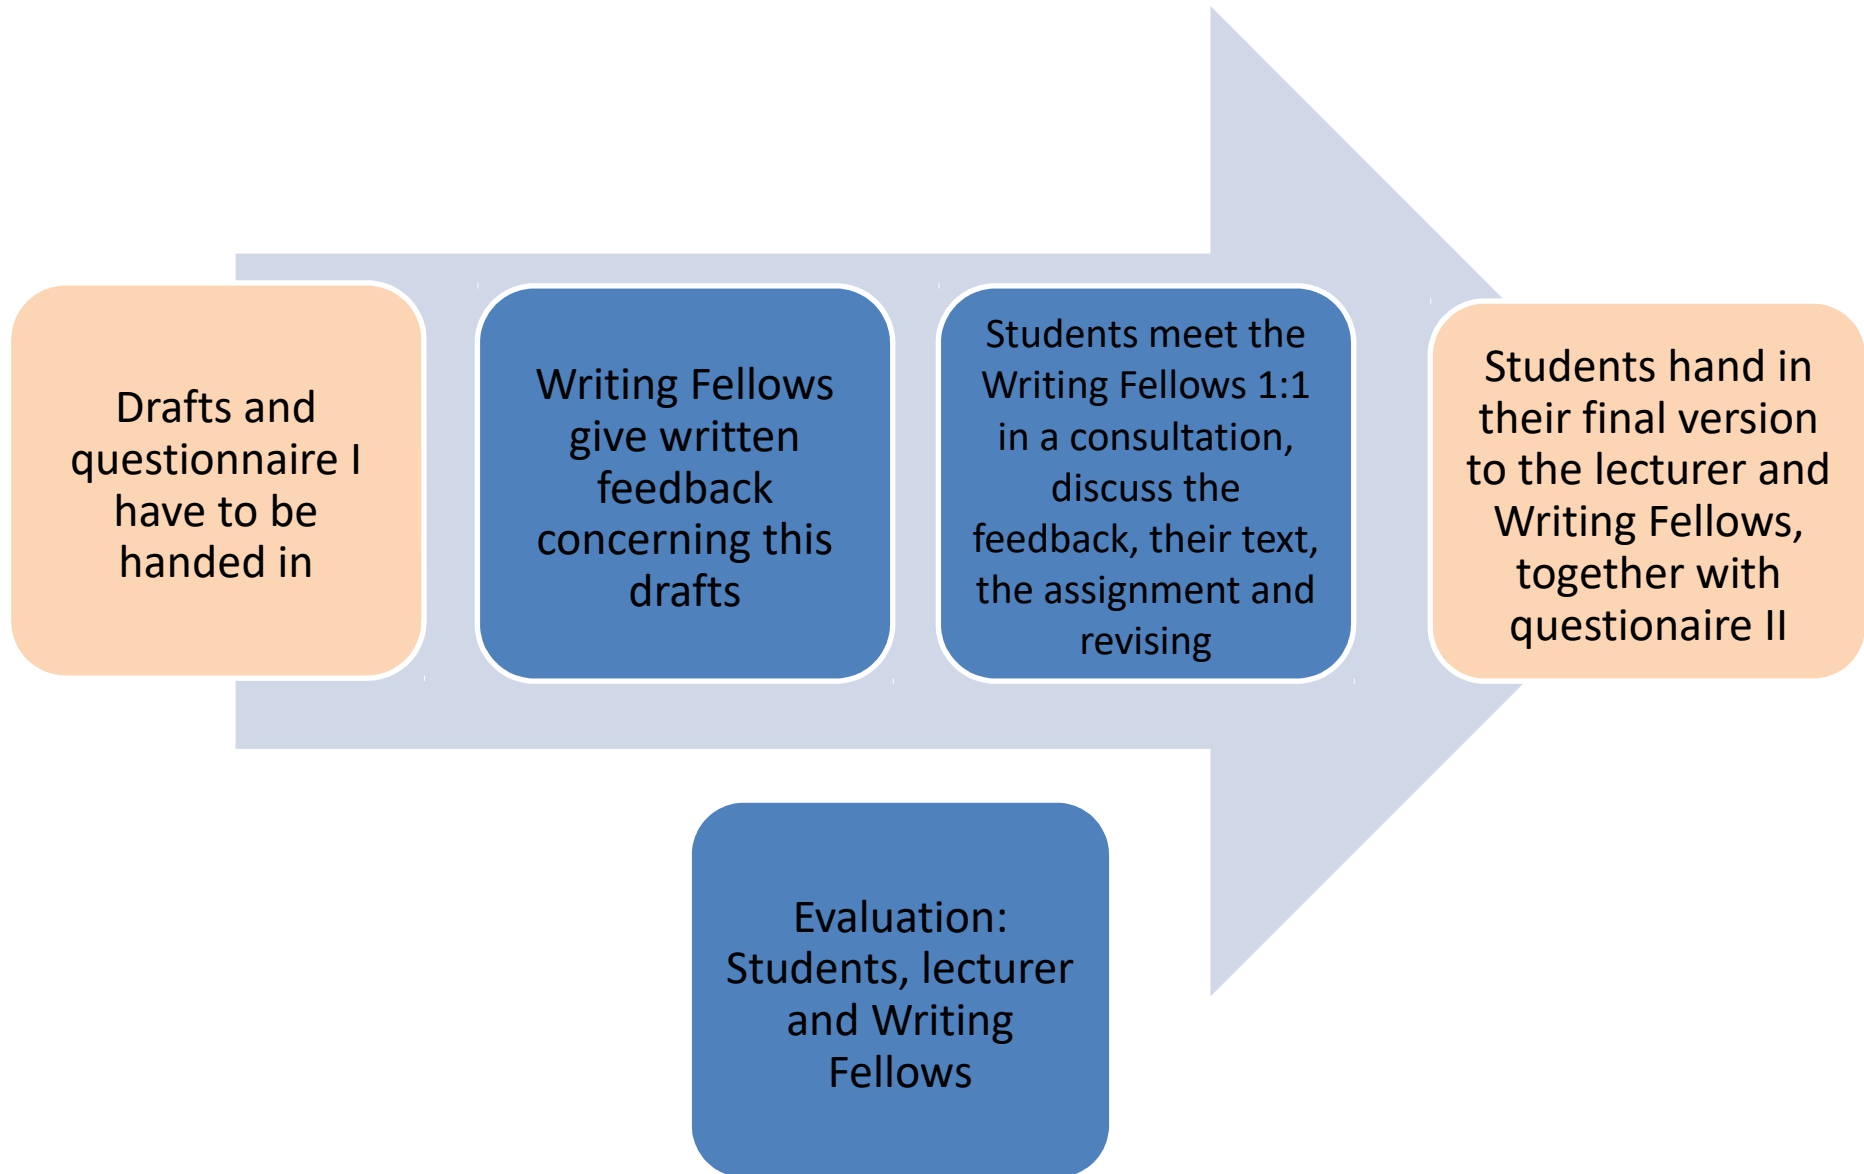 Drafts and
questionnaire I
have to be
handed in
Writing Fellows
give written
feedback
concerning this
drafts
Students meet the
Writing Fellows 1:1
in a consultation,
discuss the
feedback, their text,
the assignment and
revising
Students hand in
their final version
to the lecturer and
Writing Fellows,
together with
questionaire II
Evaluation:
Students, lecturer
and Writing
Fellows